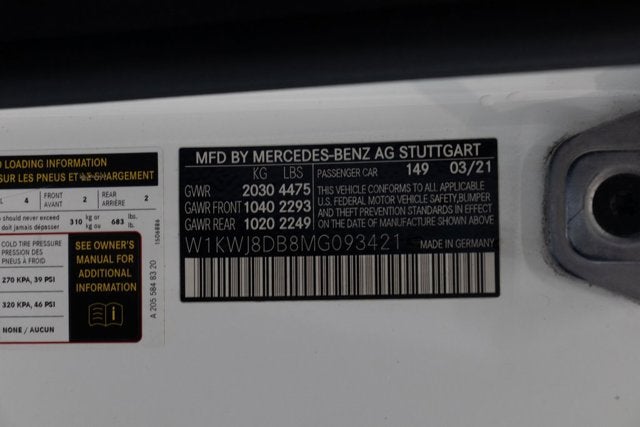 LOADING INFORMATION
SUR LES PNEUS ET LE CHARGEMENT
4 FRONT AVANT 2 REAR ARRIÈRE 2
should never exceed
doit jamais dépasser
310 kg or kg ou 683 lbs. lb.
COLD TIRE PRESSURE
270 KPA, 39 PSI
320 KPA, 46 PSI
NONE / AUCUN
SEE OWNER'S
MANUAL FOR
ADDITIONAL
INFORMATION
A 205 584 83 20
MFD BY MERCEDES-BENZ AG STUTTGART
KG LBS PASSENGER CAR 149 03/21
GVWR 2030 4475
GAWR FRONT 1040 2293
GAWR REAR 1020 2249
THIS VEHICLE CONFORMS TO ALL APPLICABLE
U.S. FEDERAL MOTOR VEHICLE SAFETY,BUMPER
AND THEFT PREVENTION STANDARDS IN EFFECT
ON THE DATE OF MANUFACTURE SHOWN ABOVE.
W1KWJ8DB8MG093421 MADE IN GERMANY